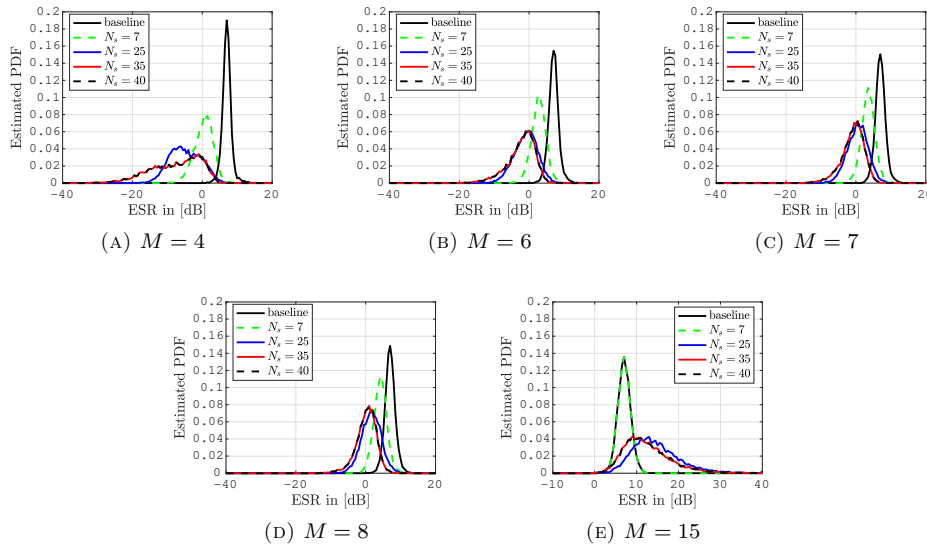 0.2
0.18
0.16
0.14
0.12
0.1
0.08
0.06
0.04
0.02
0
Estimated PDF
baseline
N_s = 7
N_s = 25
N_s = 35
N_s = 40
−40 −20 0 20
ESR in [dB]
(A) M = 4
0.2
0.18
0.16
0.14
0.12
0.1
0.08
0.06
0.04
0.02
0
Estimated PDF
baseline
N_s = 7
N_s = 25
N_s = 35
N_s = 40
−40 −20 0 20
ESR in [dB]
(B) M = 6
0.2
0.18
0.16
0.14
0.12
0.1
0.08
0.06
0.04
0.02
0
Estimated PDF
baseline
N_s = 7
N_s = 25
N_s = 35
N_s = 40
−40 −20 0 20
ESR in [dB]
(C) M = 7
0.2
0.18
0.16
0.14
0.12
0.1
0.08
0.06
0.04
0.02
0
Estimated PDF
baseline
N_s = 7
N_s = 25
N_s = 35
N_s = 40
−40 −20 0 20
ESR in [dB]
(D) M = 8
0.2
0.18
0.16
0.14
0.12
0.1
0.08
0.06
0.04
0.02
0
Estimated PDF
baseline
N_s = 7
N_s = 25
N_s = 35
N_s = 40
−10 0 10 20 30 40
ESR in [dB]
(E) M = 15